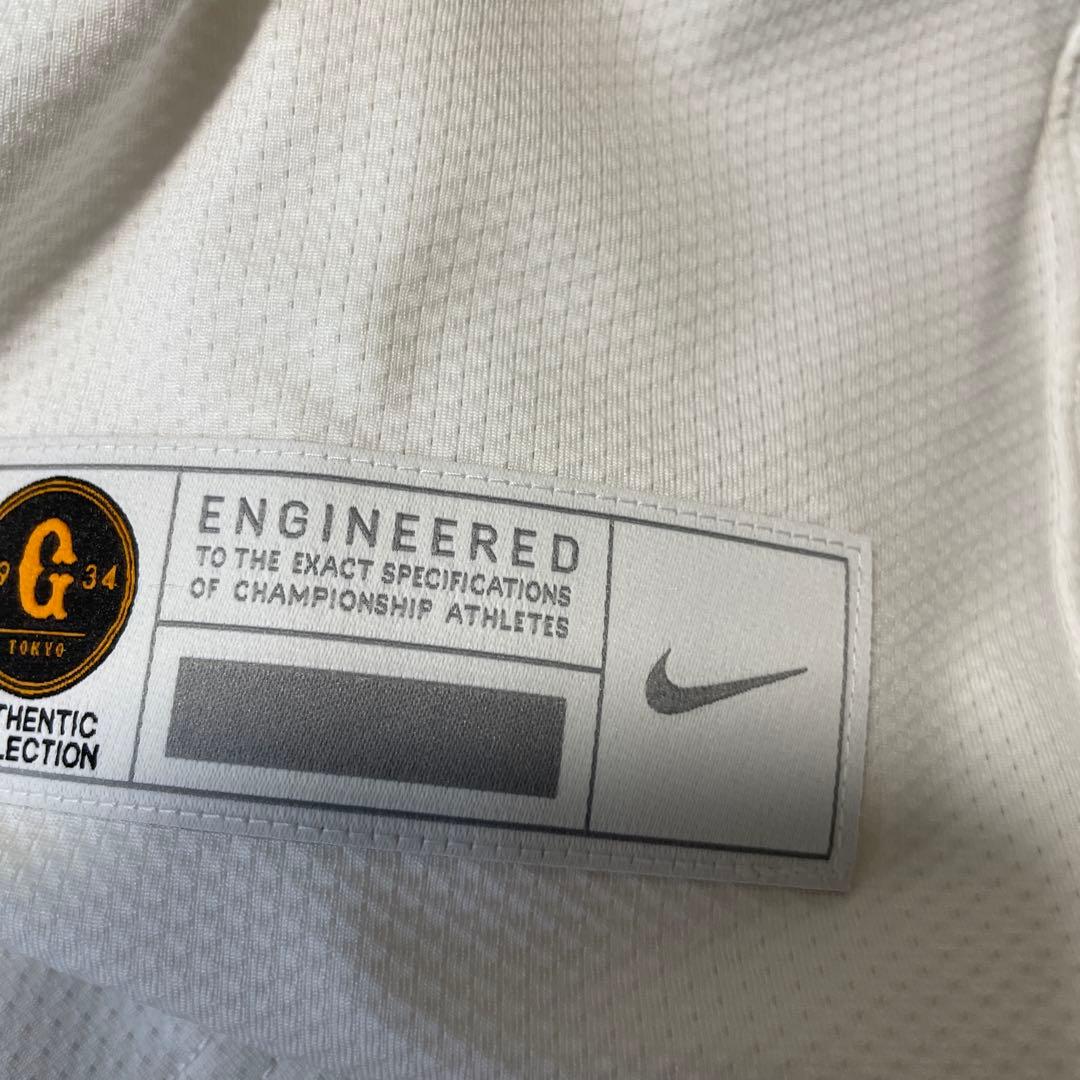 9 G 34
TOKYO
THENTIC
LECTION
ENGINEERED
TO THE EXACT SPECIFICATIONS
OF CHAMPIONSHIP ATHLETES